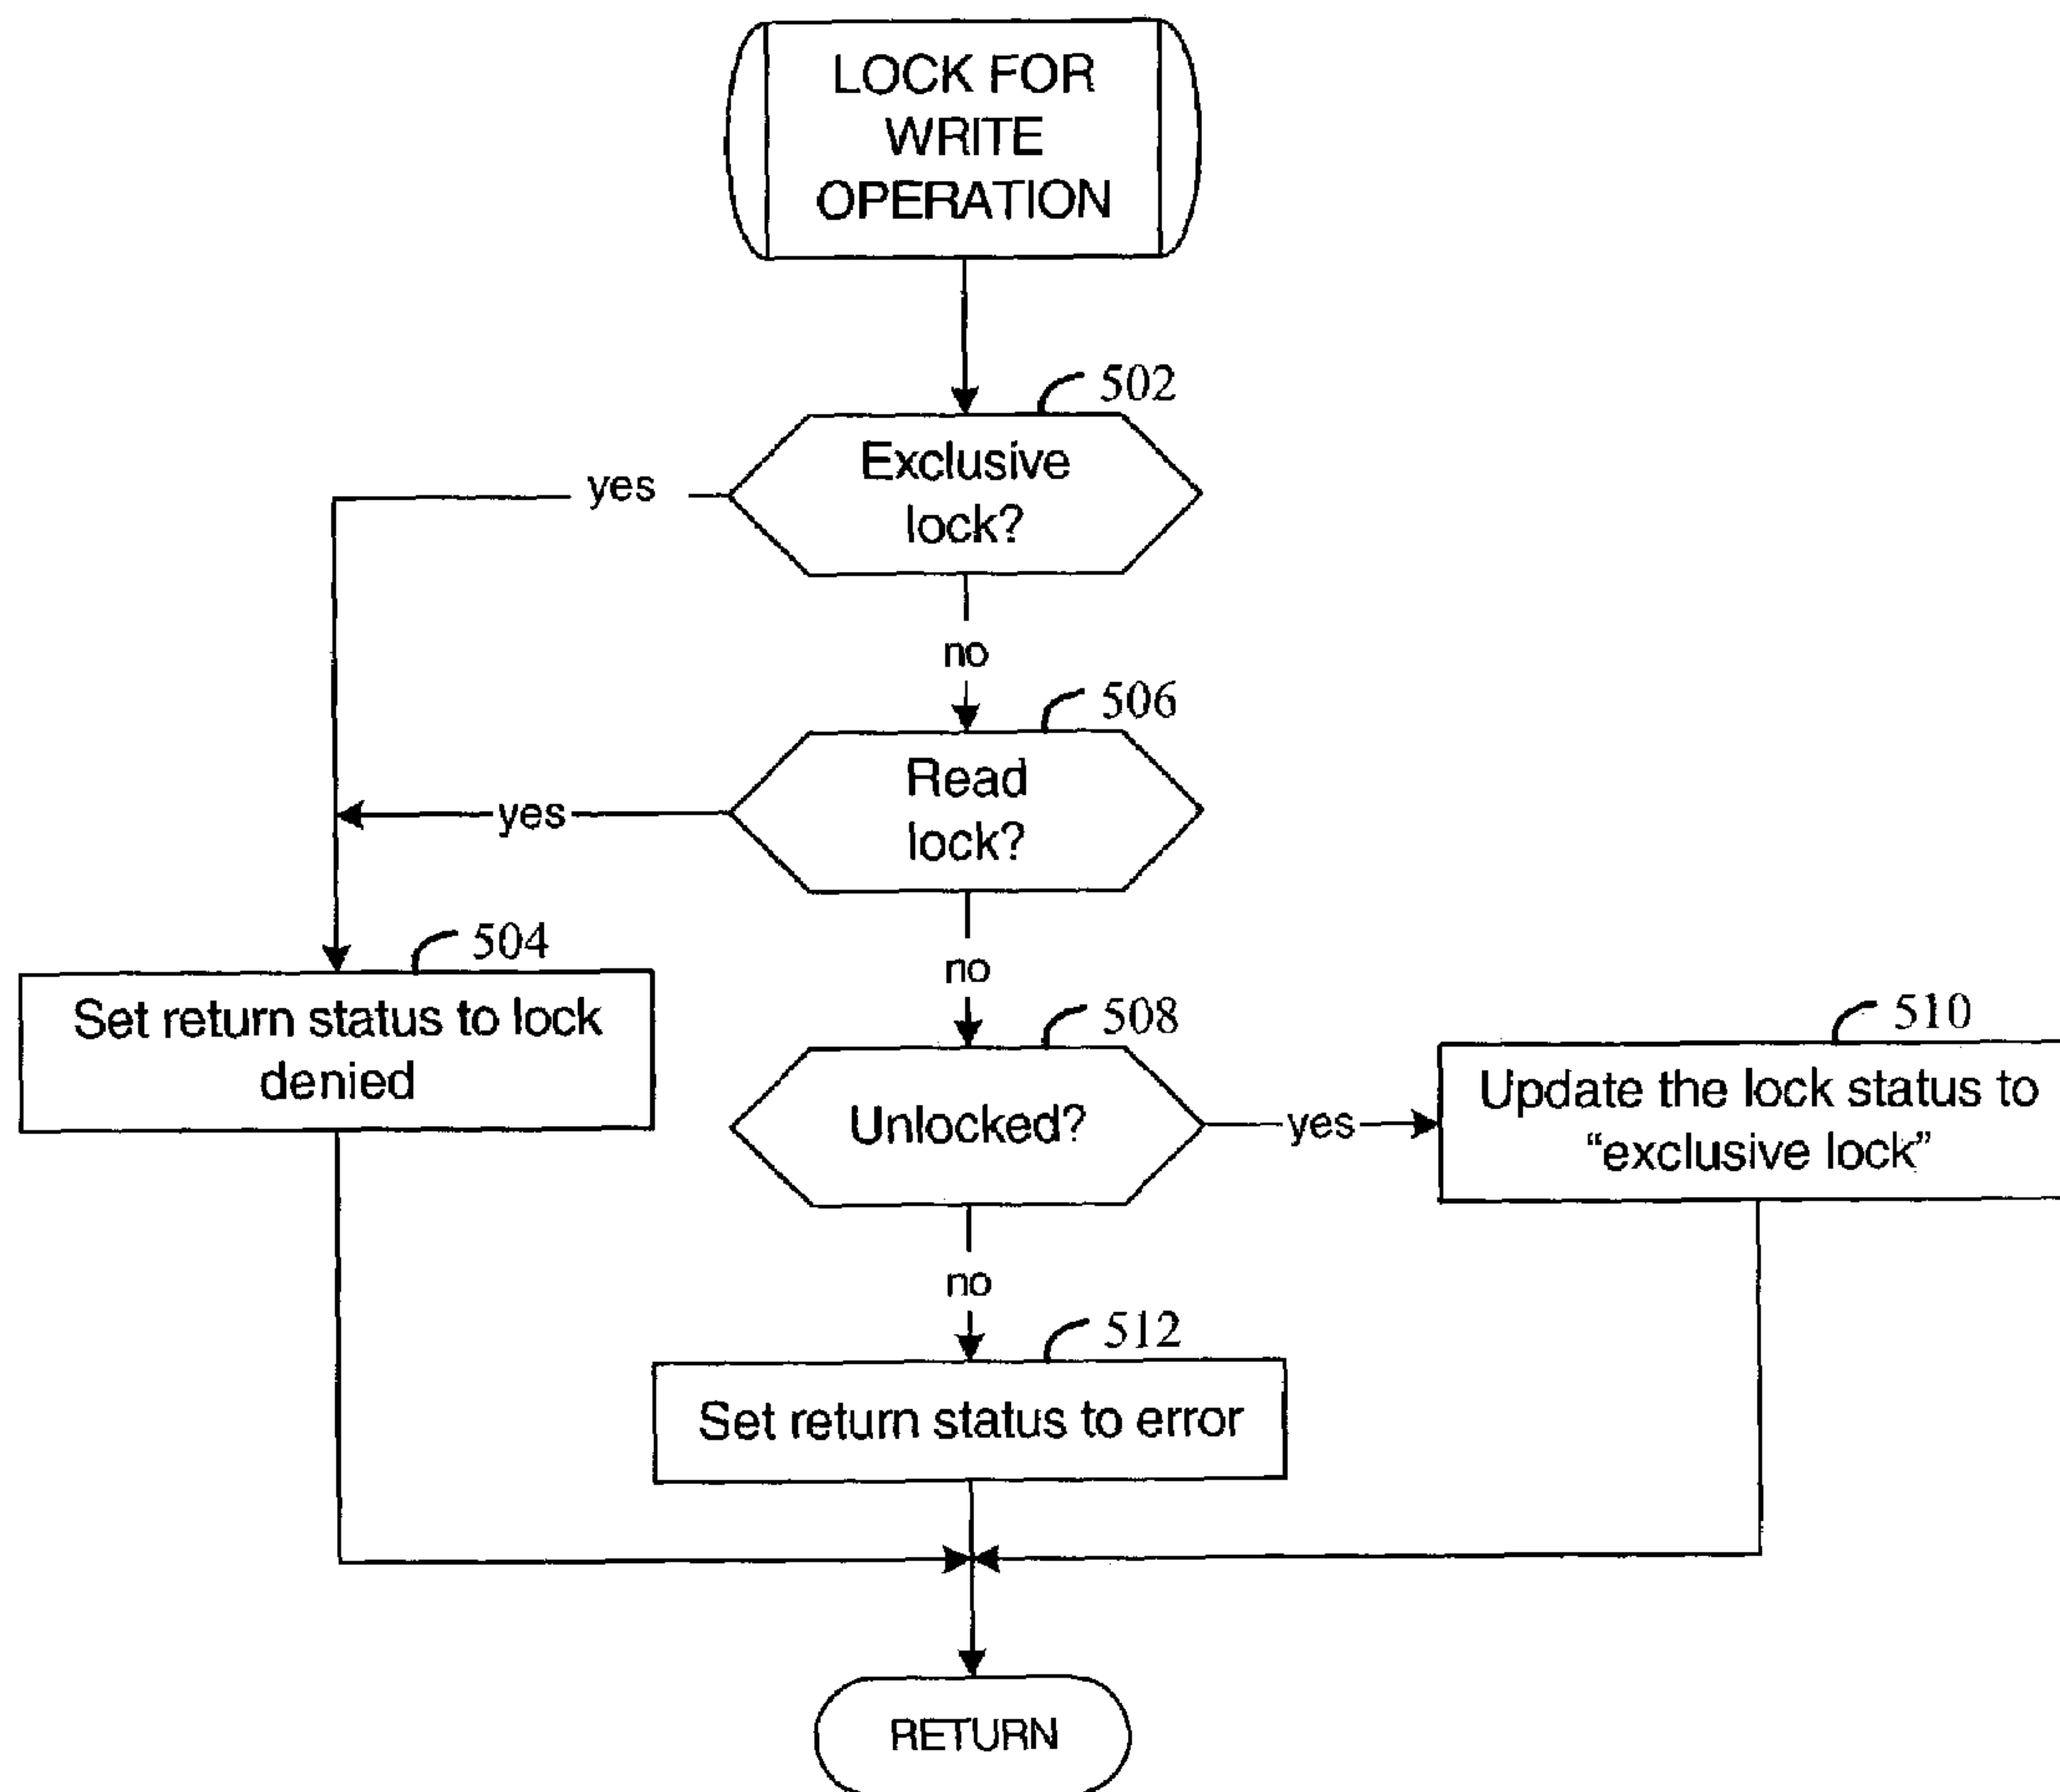 LOCK FOR
WRITE
OPERATION
502
Exclusive
lock?
yes
no
506
Read
lock?
yes
no
504
Set return status to lock
denied
508
Unlocked?
yes
510
Update the lock status to
“exclusive lock”
no
512
Set return status to error
RETURN